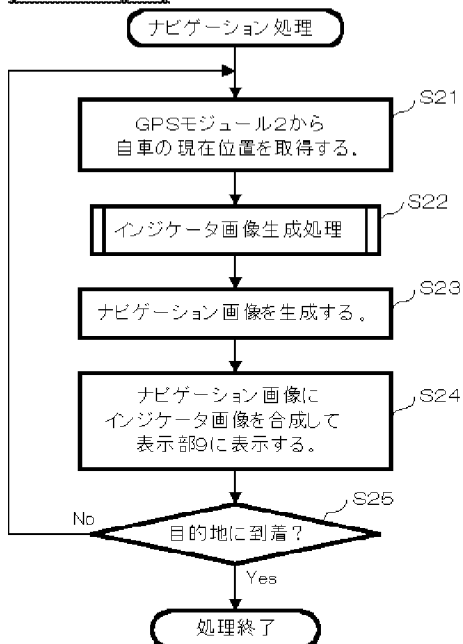 ナビゲーション処理
S21
GPSモジュール2から
自車の現在位置を取得する。
S22
インジケータ画像生成処理
S23
ナビゲーション画像を生成する。
S24
ナビゲーション画像に
インジケータ画像を合成して
表示部9に表示する。
S25
No
目的地に到着?
Yes
処理終了